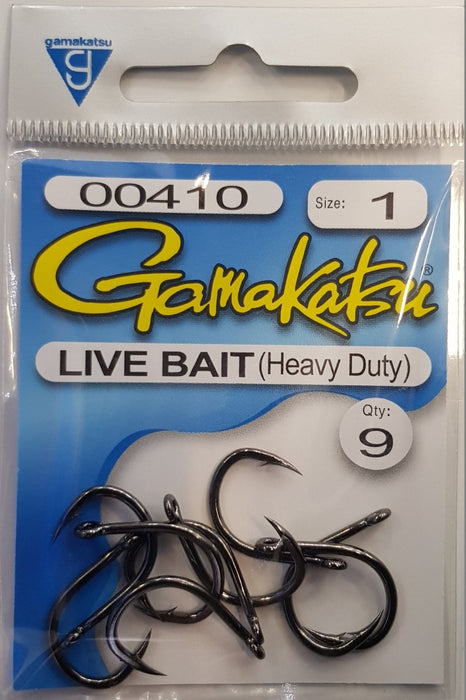 gamakatsu
g
00410
Size: 1
Gamakatsu®
LIVE BAIT (Heavy Duty)
Qty:
9